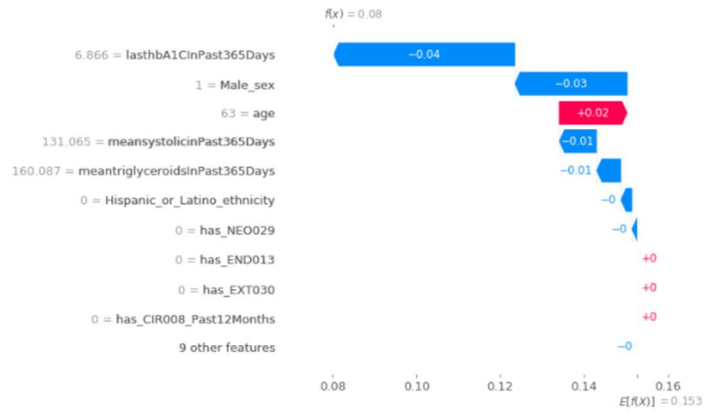 f(x) = 0.08
6.866 = lasthbA1CInPast365Days −0.04
1 = Male_sex −0.03
63 = age +0.02
131.065 = meansystolicinPast365Days −0.01
160.087 = meantriglyceroidsInPast365Days −0.01
0 = Hispanic_or_Latino_ethnicity −0
0 = has_NEO029 −0
0 = has_END013 +0
0 = has_EXT030 +0
0 = has_CIR008_Past12Months +0
9 other features −0
0.08 0.10 0.12 0.14 0.16
E[f(X)] = 0.153